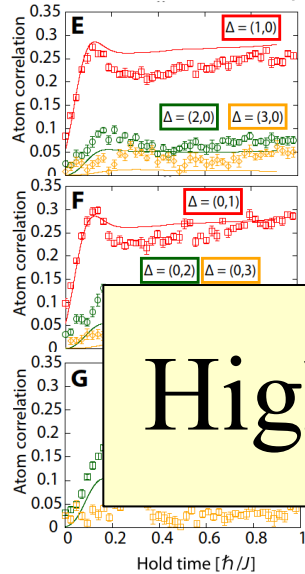 E
Δ = (1,0)
Δ = (2,0)
Δ = (3,0)
Atom correlation
0.35
0.3
0.25
0.2
0.15
0.1
0.05
0
F
Δ = (0,1)
Δ = (0,2)
Δ = (0,3)
Atom correlation
0.35
0.3
0.25
0.2
0.15
0.1
0.05
0
G
Hig
Atom correlation
0.35
0.3
0.25
0.2
0.15
0.1
0.05
0
0 0.2 0.4 0.6 0.8 1
Hold time [ℏ/J]